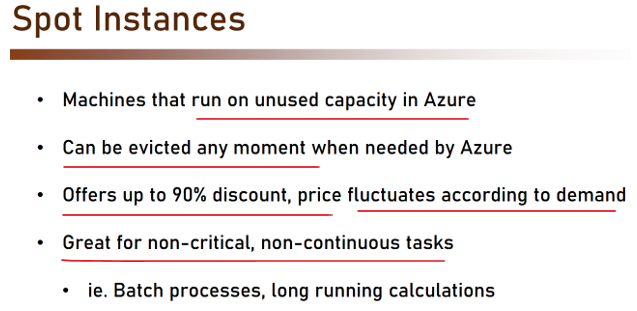 Spot Instances
• Machines that run on unused capacity in Azure
• Can be evicted any moment when needed by Azure
• Offers up to 90% discount, price fluctuates according to demand
• Great for non-critical, non-continuous tasks
• ie. Batch processes, long running calculations